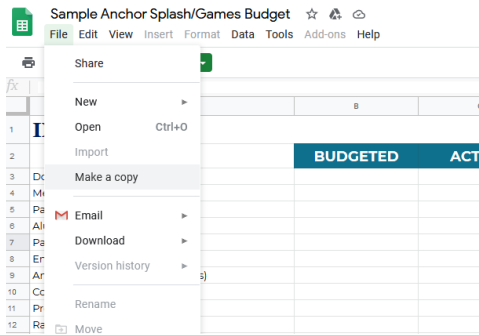 Sample Anchor Splash/Games Budget
File Edit View Insert Format Data Tools Add-ons Help
fx
Share
New
Open Ctrl+O
Import
Make a copy
Email
Download
Version history
Rename
Move
B
1
2 BUDGETED
3
4
5
6
7
8
9 s)
10
11
12